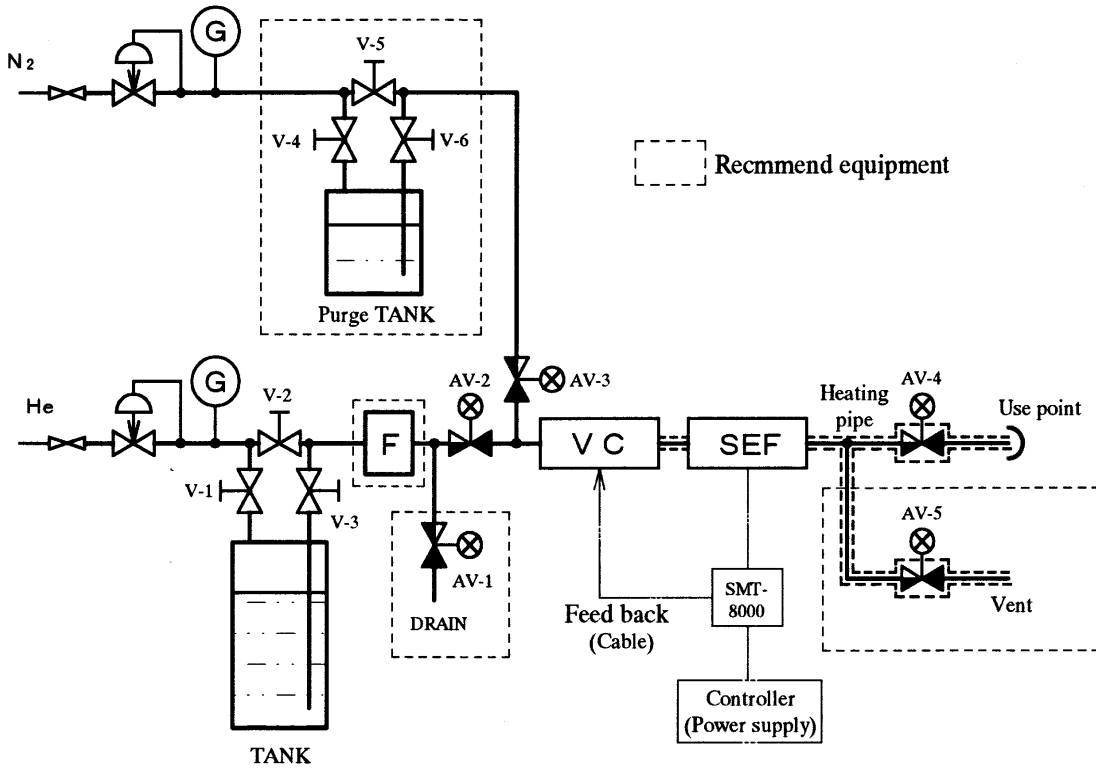 G
N2
V-5
V-4
V-6
Recmmend equipment
Purge TANK
G
He
V-2
F
AV-2
AV-3
VC
SEF
Heating
pipe
AV-4
Use point
V-1
V-3
AV-1
DRAIN
AV-5
Vent
Feed back
(Cable)
SMT-
8000
Controller
(Power supply)
TANK